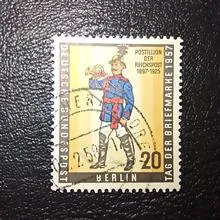 POSTILLION
DER
REICHSPOST
1897-1925
DEUTSCHE BUNDESPOST
TAG DER BRIEFMARKE 1957
20
BERLIN